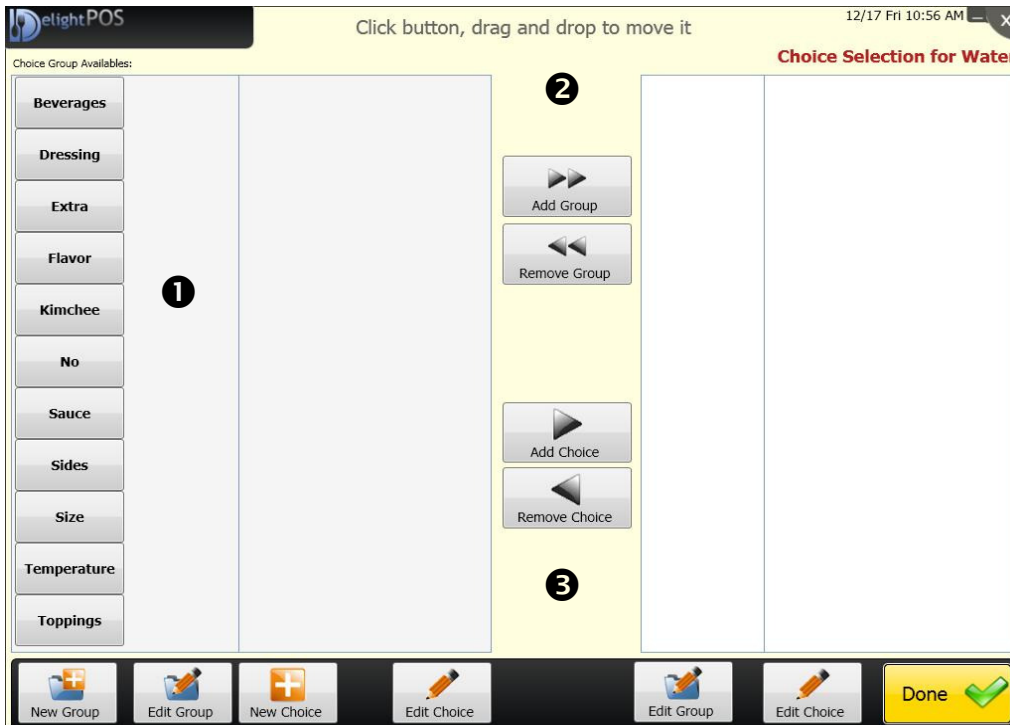 DelightPOS
Click button, drag and drop to move it
12/17 Fri 10:56 AM
Choice Selection for Water
Choice Group Availables:
Beverages
Dressing
Extra
Flavor
Kimchee
No
Sauce
Sides
Size
Temperature
Toppings
❶
❷
Add Group
Remove Group
Add Choice
Remove Choice
❸
New Group
Edit Group
New Choice
Edit Choice
Edit Group
Edit Choice
Done